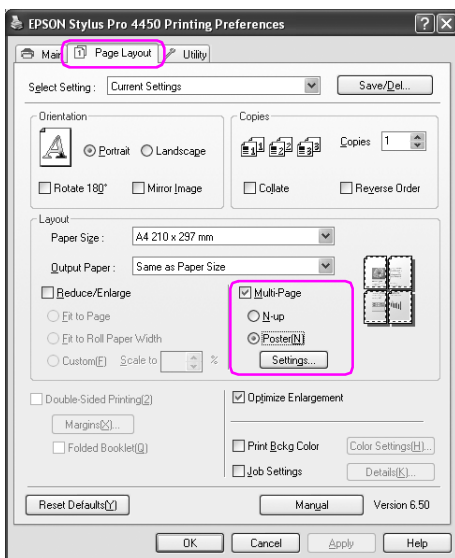 EPSON Stylus Pro 4450 Printing Preferences
Main Page Layout Utility
Select Setting : Current Settings Save/Del...
Orientation Copies
Portrait Landscape Copies 1
Rotate 180° Mirror Image Collate Reverse Order
Layout
Paper Size : A4 210 x 297 mm
Output Paper : Same as Paper Size
Reduce/Enlarge Multi-Page
Fit to Page N-up
Fit to Roll Paper Width Poster(N)
Custom(F) Scale to % Settings...
Double-Sided Printing(2) Optimize Enlargement
Margins(X)...
Folded Booklet(Q) Print Bckg Color Color Settings(H)...
Job Settings Details(K)...
Reset Defaults(Y) Manual Version 6.50
OK Cancel Apply Help